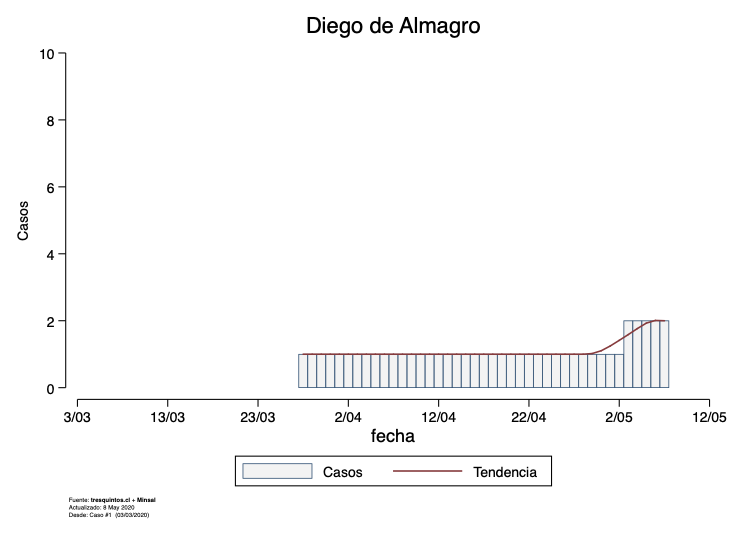 Diego de Almagro
10
8
6
4
2
0
Casos
3/03 13/03 23/03 2/04 12/04 22/04 2/05 12/05
fecha
Casos Tendencia
Fuente: tresquintos.cl + Minsal
Actualizado: 8 May 2020
Desde: Caso #1 (03/03/2020)